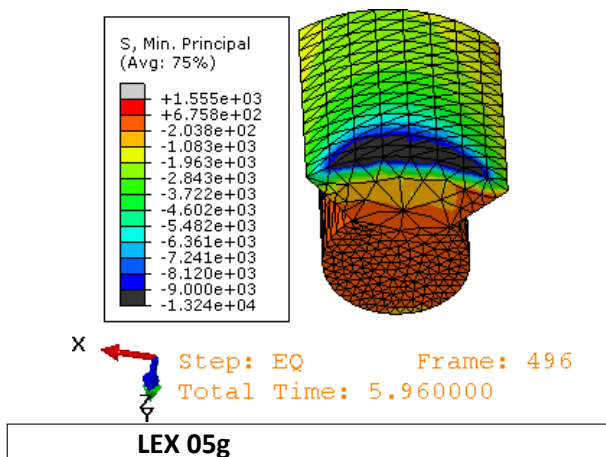 S, Min. Principal
(Avg: 75%)
+1.555e+03
+6.758e+02
-2.038e+02
-1.083e+03
-1.963e+03
-2.843e+03
-3.722e+03
-4.602e+03
-5.482e+03
-6.361e+03
-7.241e+03
-8.120e+03
-9.000e+03
-1.324e+04
X
Step: EQ Frame: 496
Total Time: 5.960000
Y
LEX 05g